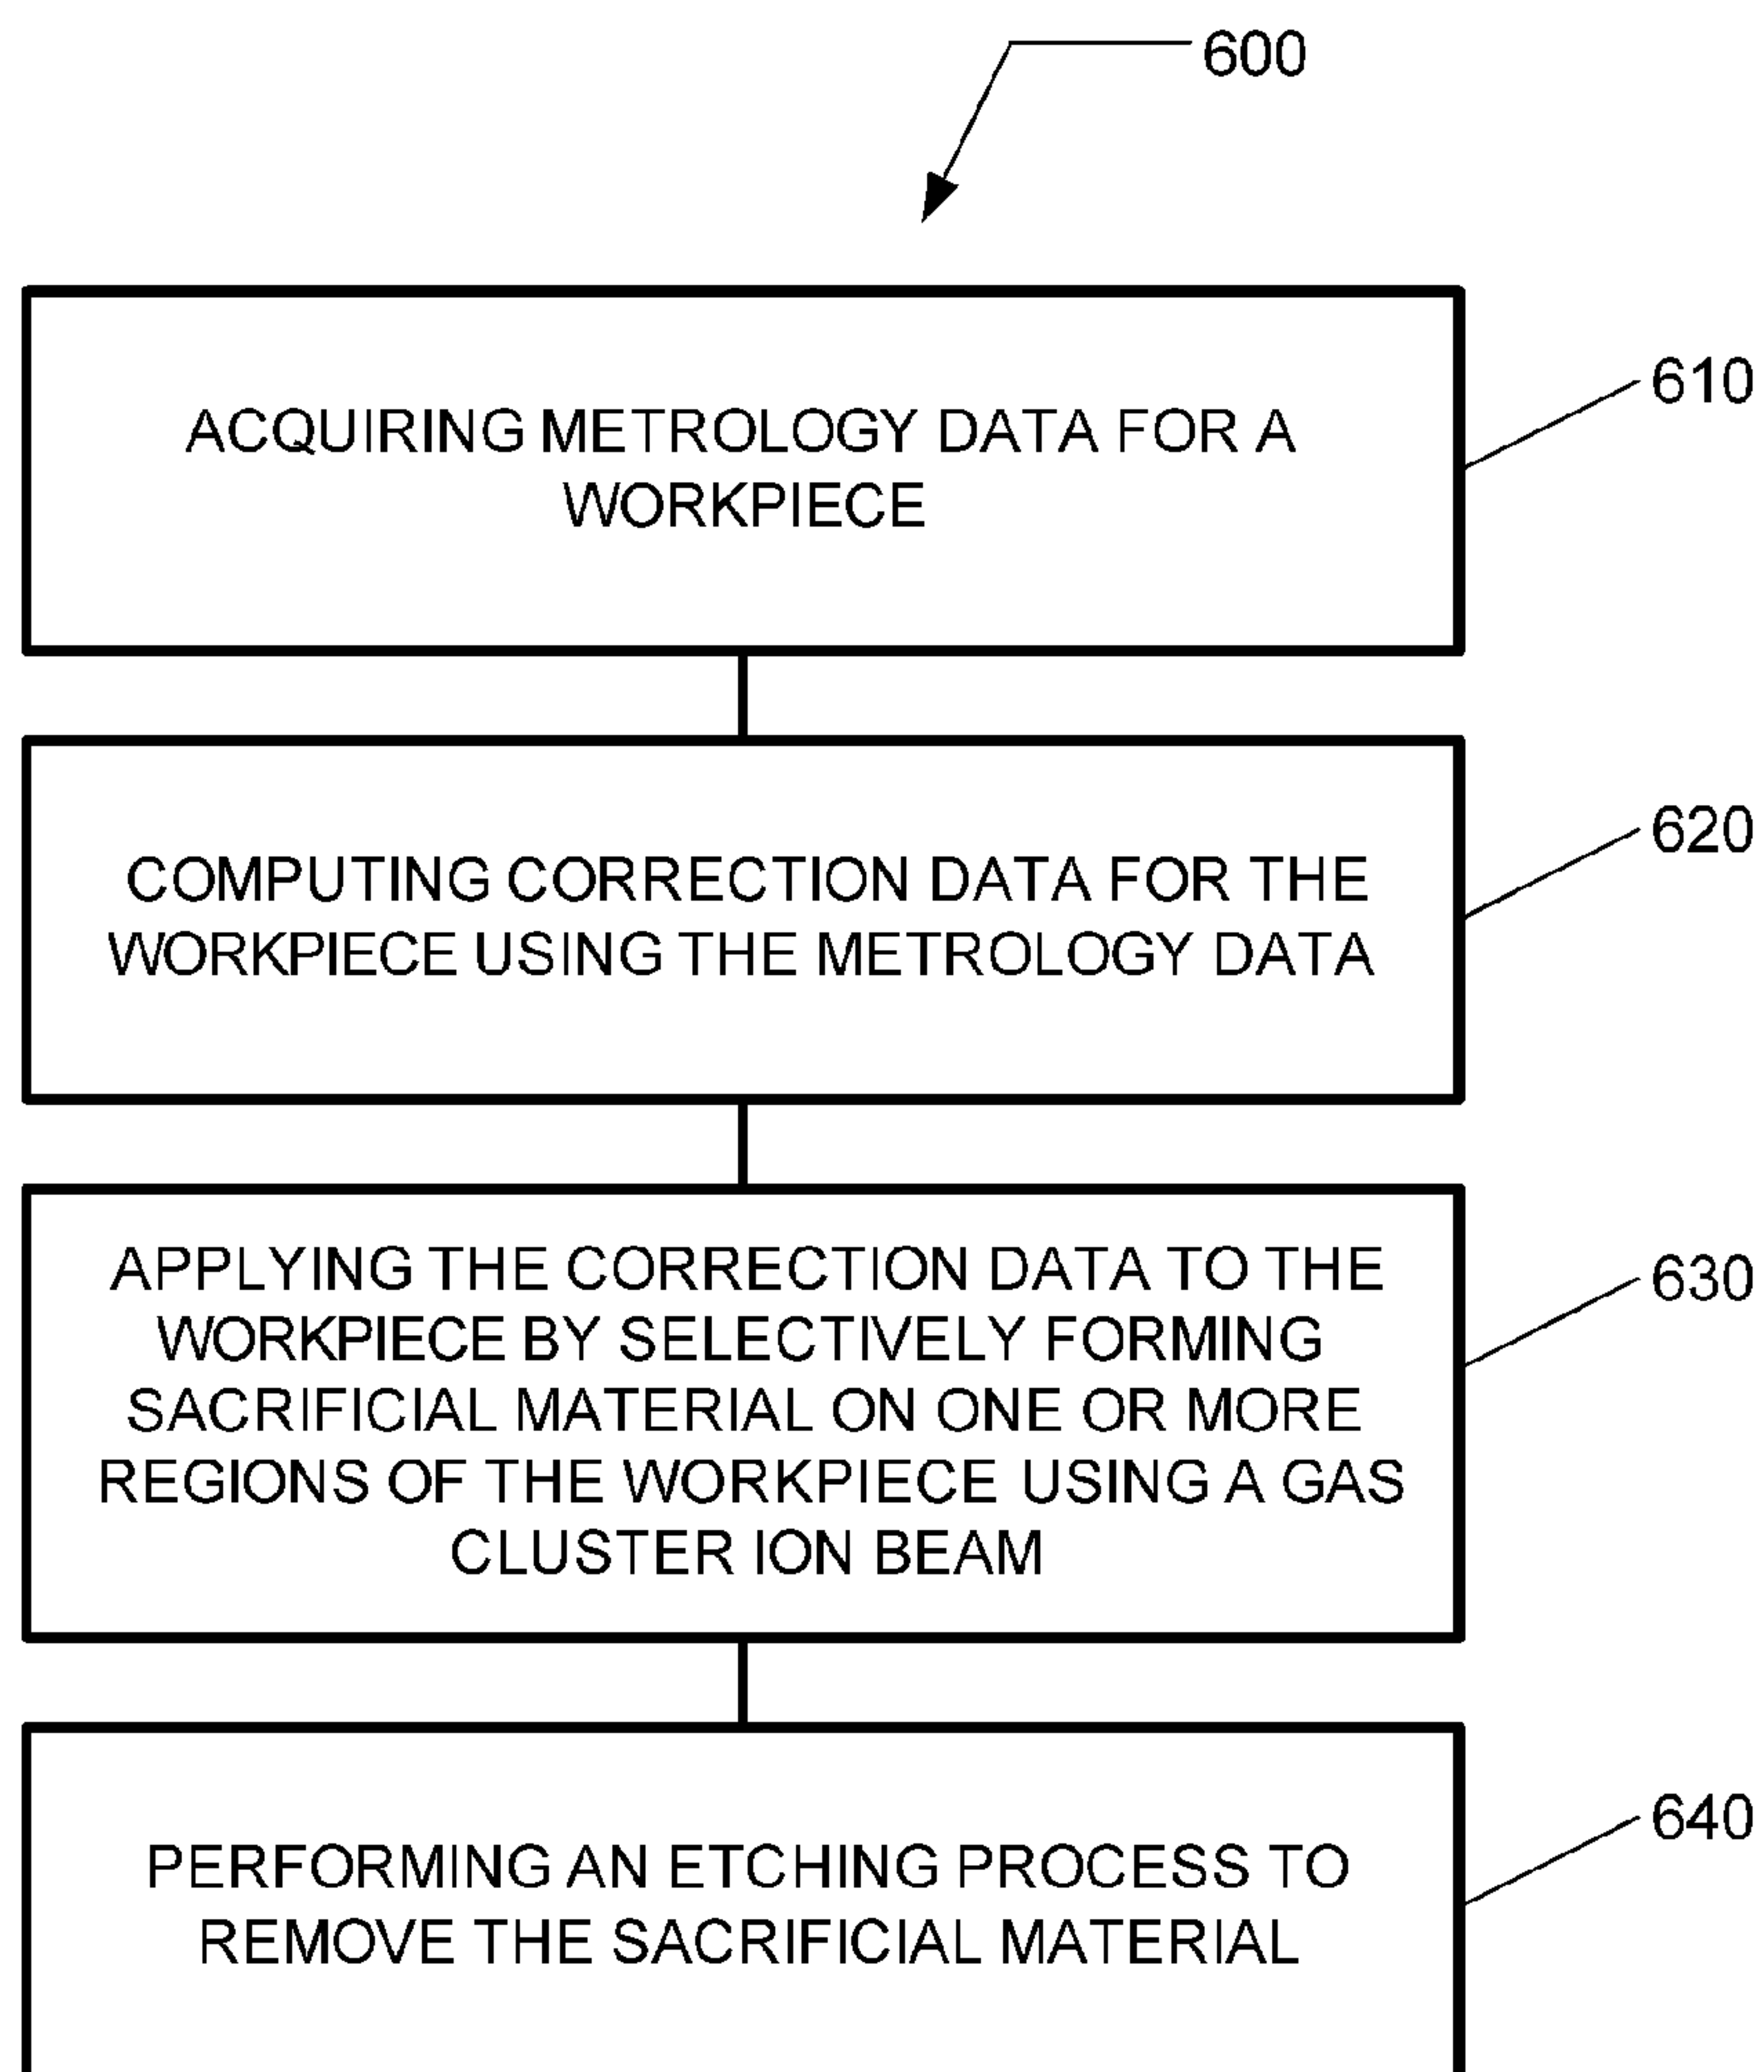 600
ACQUIRING METROLOGY DATA FOR A
WORKPIECE
610
COMPUTING CORRECTION DATA FOR THE
WORKPIECE USING THE METROLOGY DATA
620
APPLYING THE CORRECTION DATA TO THE
WORKPIECE BY SELECTIVELY FORMING
SACRIFICIAL MATERIAL ON ONE OR MORE
REGIONS OF THE WORKPIECE USING A GAS
CLUSTER ION BEAM
630
PERFORMING AN ETCHING PROCESS TO
REMOVE THE SACRIFICIAL MATERIAL
640